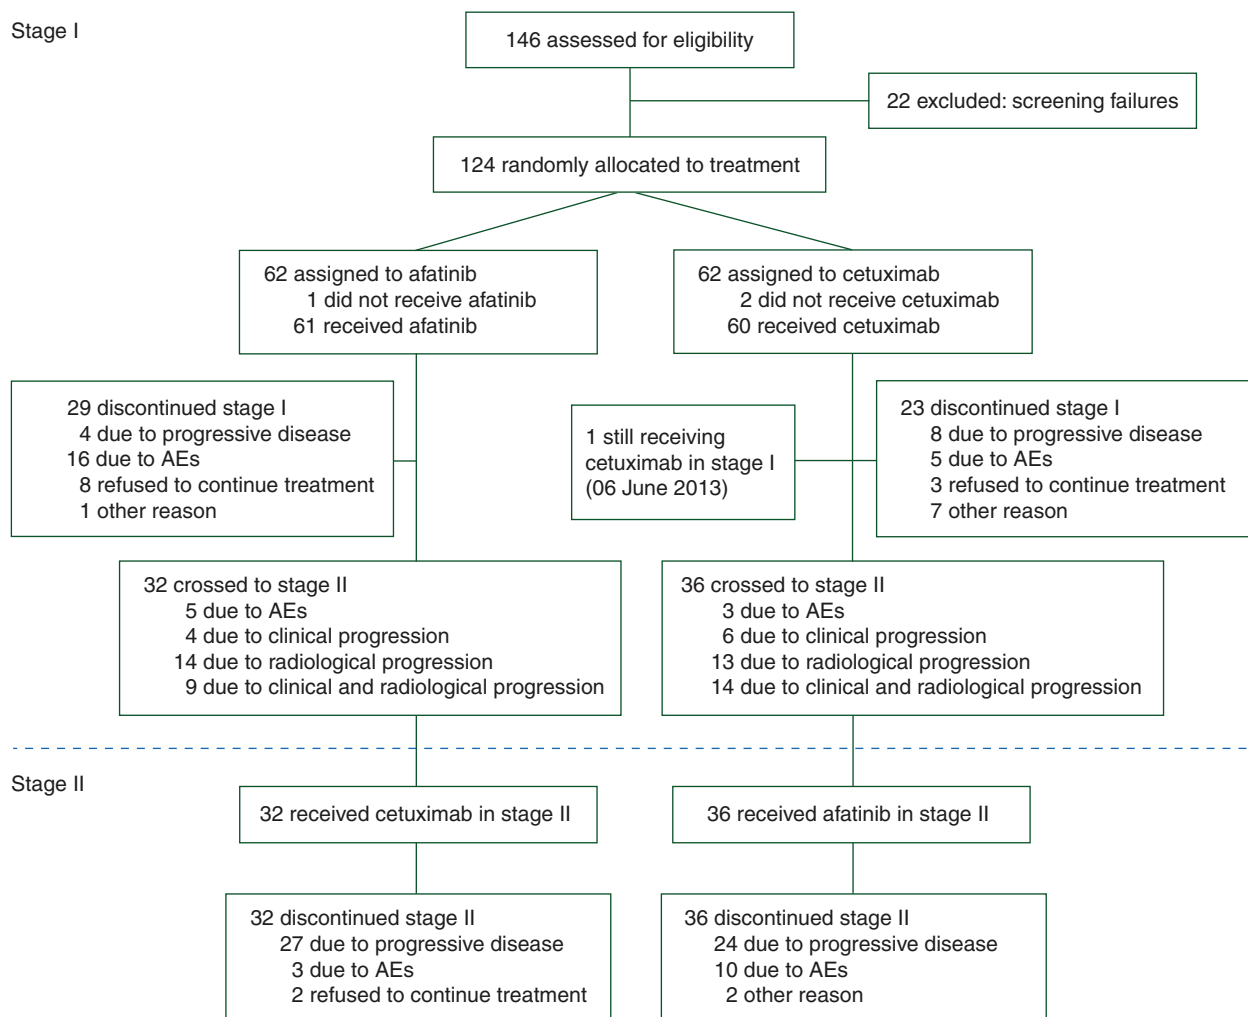 Stage I
146 assessed for eligibility
22 excluded: screening failures
124 randomly allocated to treatment
62 assigned to afatinib
1 did not receive afatinib
61 received afatinib
62 assigned to cetuximab
2 did not receive cetuximab
60 received cetuximab
29 discontinued stage I
4 due to progressive disease
16 due to AEs
8 refused to continue treatment
1 other reason
1 still receiving
cetuximab in stage I
(06 June 2013)
23 discontinued stage I
8 due to progressive disease
5 due to AEs
3 refused to continue treatment
7 other reason
32 crossed to stage II
5 due to AEs
4 due to clinical progression
14 due to radiological progression
9 due to clinical and radiological progression
36 crossed to stage II
3 due to AEs
6 due to clinical progression
13 due to radiological progression
14 due to clinical and radiological progression
Stage II
32 received cetuximab in stage II
36 received afatinib in stage II
32 discontinued stage II
27 due to progressive disease
3 due to AEs
2 refused to continue treatment
36 discontinued stage II
24 due to progressive disease
10 due to AEs
2 other reason